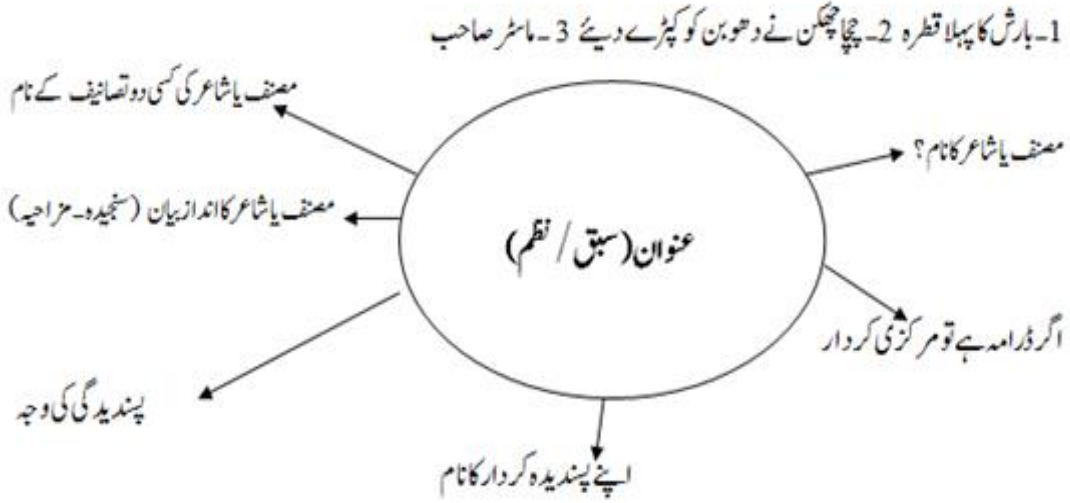 1۔بارش کا پہلا قطرہ 2۔ چچا چھکن نے دھوبن کو کپڑے دیئے 3 ۔ماسٹر صاحب
مصنف یا شاعر کی کسی دو تصانیف کے نام
مصنف یا شاعر کا نام؟
مصنف یا شاعر کا انداز بیان (سنجیدہ۔مزاحیہ)
عنوان (سبق / نظم)
اگر ڈرامہ ہے تو مرکزی کردار
پسندیدگی کی وجہ
اپنے پسندیدہ کردار کا نام